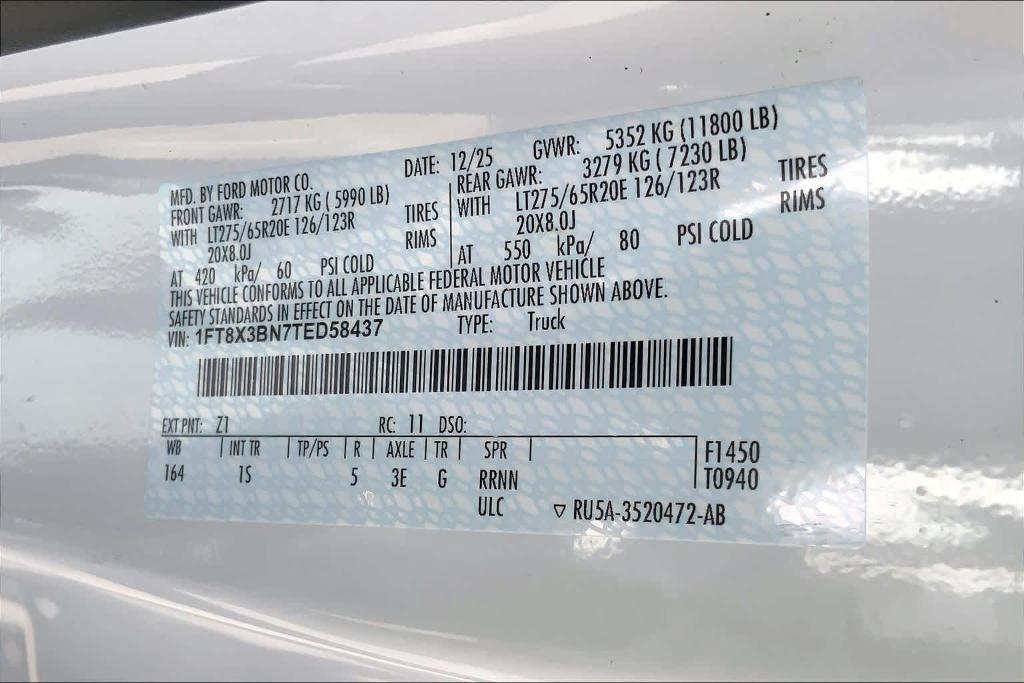 MFD. BY FORD MOTOR CO. DATE: 12/25 GVWR: 5352 KG (11800 LB)
FRONT GAWR: 2717 KG ( 5990 LB) REAR GAWR: 3279 KG ( 7230 LB)
WITH LT275/65R20E 126/123R TIRES WITH LT275/65R20E 126/123R TIRES
20X8.0J RIMS 20X8.0J RIMS
AT 420 kPa/ 60 PSI COLD AT 550 kPa/ 80 PSI COLD
THIS VEHICLE CONFORMS TO ALL APPLICABLE FEDERAL MOTOR VEHICLE
SAFETY STANDARDS IN EFFECT ON THE DATE OF MANUFACTURE SHOWN ABOVE.
VIN: 1FT8X3BN7TED58437 TYPE: Truck
EXT PNT: Z1 RC: 11 DSO:
WB INT TR TP/PS R AXLE TR SPR F1450
164 1S 5 3E G RRNN T0940
ULC ▽ RU5A-3520472-AB